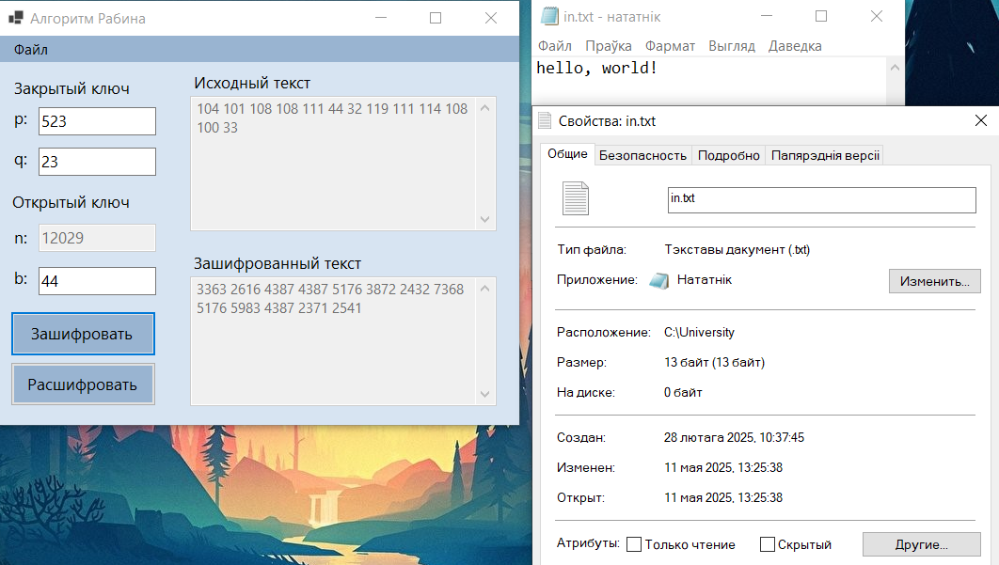 Алгоритм Рабина
Файл
Закрытый ключ
p: 523
q: 23
Открытый ключ
n: 12029
b: 44
Зашифровать
Расшифровать
Исходный текст
104 101 108 108 111 44 32 119 111 114 108
100 33
Зашифрованный текст
3363 2616 4387 4387 5176 3872 2432 7368
5176 5983 4387 2371 2541
in.txt - нататнік
Файл Праўка Фармат Выгляд Даведка
hello, world!
Свойства: in.txt
Общие Безопасность Подробно Папярэднія версіі
in.txt
Тип файла: Тэкставы дакумент (.txt)
Приложение: Нататнік Изменить...
Расположение: C:\University
Размер: 13 байт (13 байт)
На диске: 0 байт
Создан: 28 лютага 2025, 10:37:45
Изменен: 11 мая 2025, 13:25:38
Открыт: 11 мая 2025, 13:25:38
Атрибуты: Только чтение Скрытый Другие...